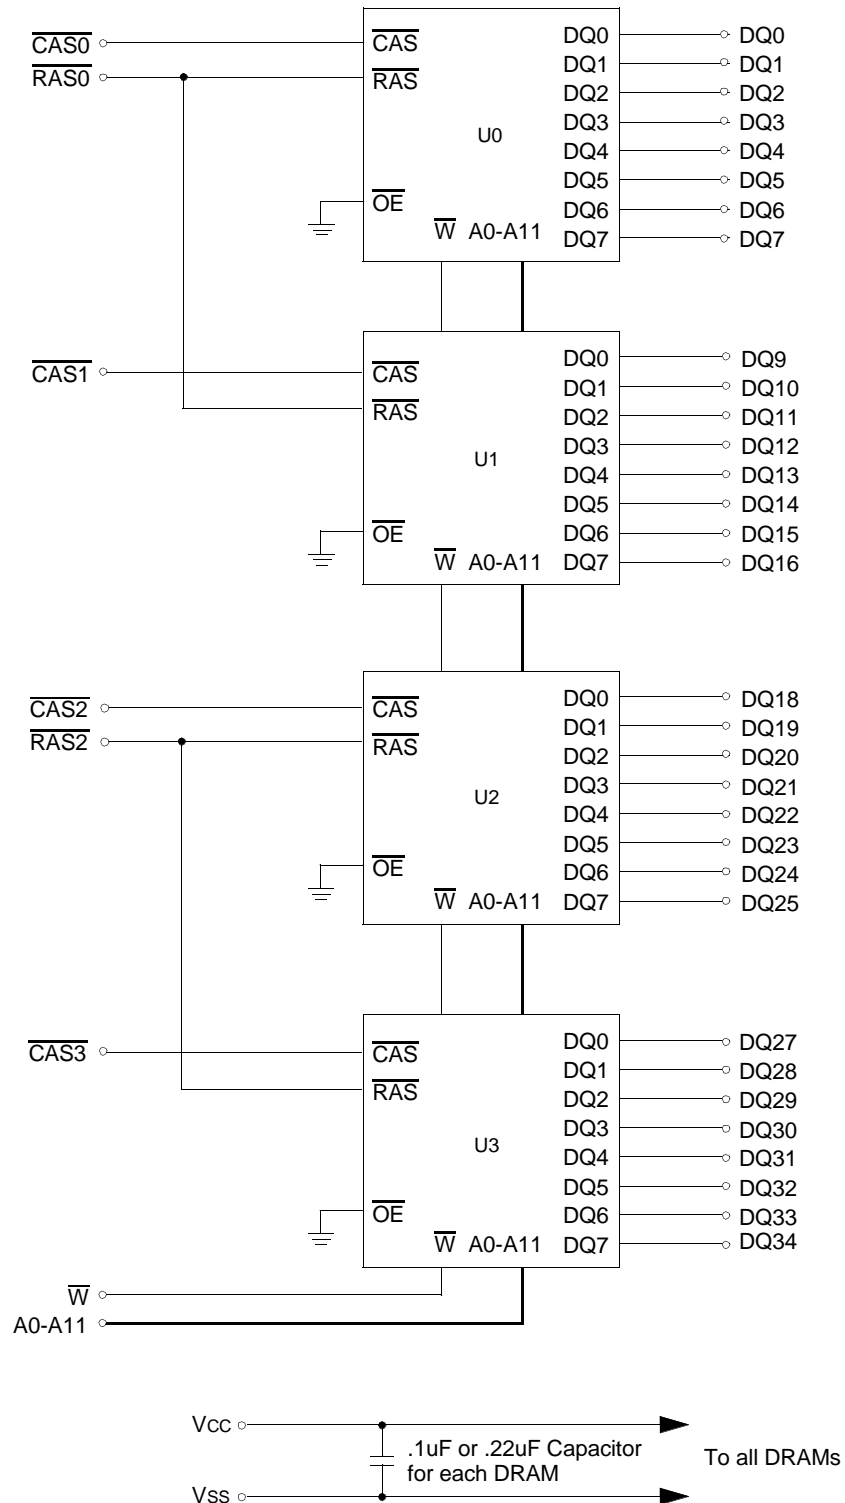 CAS0 CAS DQ0 DQ0
RAS0 RAS DQ1 DQ1
DQ2 DQ2
DQ3 DQ3
U0
DQ4 DQ4
DQ5 DQ5
OE DQ6 DQ6
W A0-A11 DQ7 DQ7
CAS1 CAS DQ0 DQ9
DQ1 DQ10
RAS DQ2 DQ11
DQ3 DQ12
U1
DQ4 DQ13
DQ5 DQ14
OE DQ6 DQ15
W A0-A11 DQ7 DQ16
CAS2 CAS DQ0 DQ18
RAS2 RAS DQ1 DQ19
DQ2 DQ20
DQ3 DQ21
U2
DQ4 DQ22
DQ5 DQ23
OE DQ6 DQ24
W A0-A11 DQ7 DQ25
CAS3 CAS DQ0 DQ27
DQ1 DQ28
RAS DQ2 DQ29
DQ3 DQ30
U3
DQ4 DQ31
DQ5 DQ32
OE DQ6 DQ33
W A0-A11 DQ7 DQ34
W
A0-A11
Vcc
.1uF or .22uF Capacitor
for each DRAM
To all DRAMs
Vss